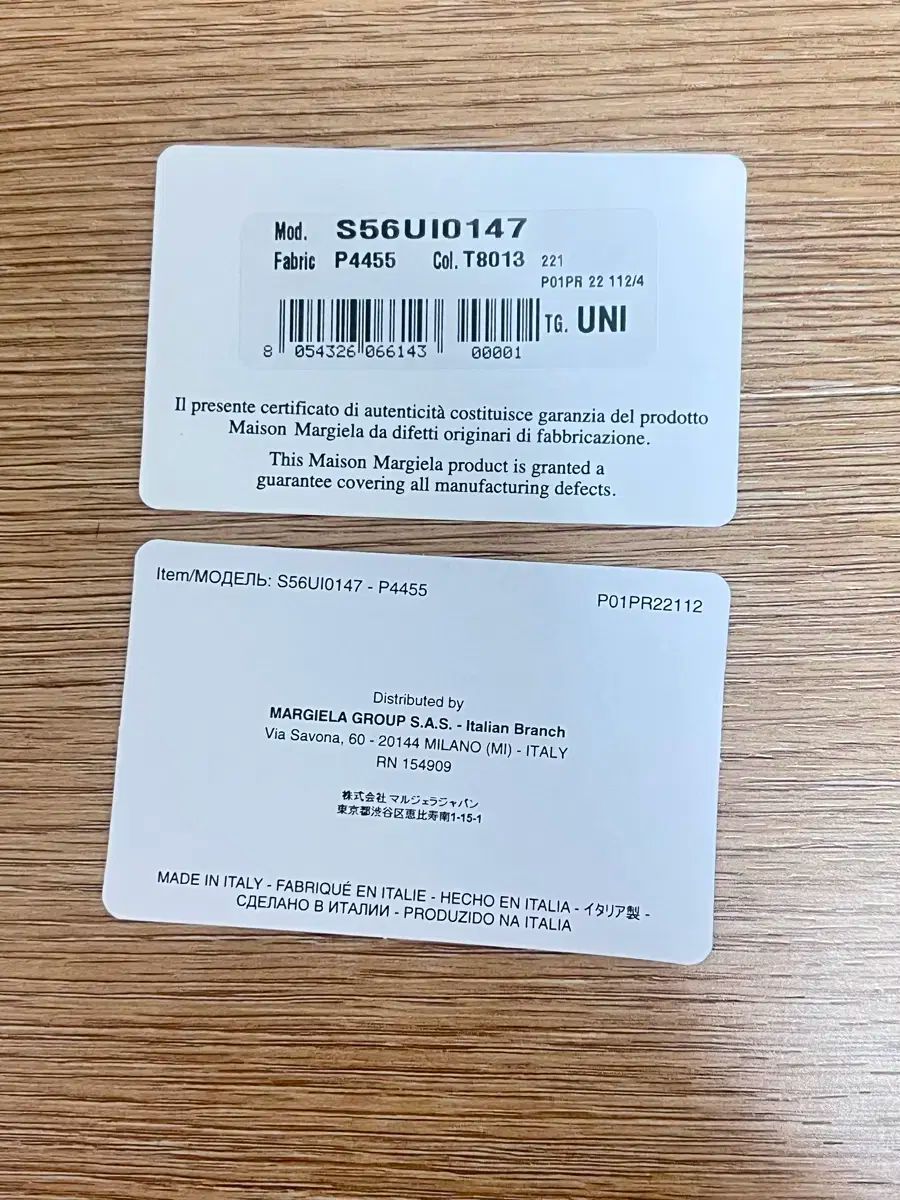 Mod. S56UI0147
Fabric P4455 Col. T8013 221
P01PR 22 112/4
TG. UNI
8 054326 066143 00001
Il presente certificato di autenticità costituisce garanzia del prodotto
Maison Margiela da difetti originari di fabbricazione.
This Maison Margiela product is granted a
guarantee covering all manufacturing defects.
Item/МОДЕЛЬ: S56UI0147 - P4455
P01PR22112
Distributed by
MARGIELA GROUP S.A.S. - Italian Branch
Via Savona, 60 - 20144 MILANO (MI) - ITALY
RN 154909
株式会社 マルジェラジャパン
東京都渋谷区恵比寿南1-15-1
MADE IN ITALY - FABRIQUÉ EN ITALIE - HECHO EN ITALIA - イタリア製 -
СДЕЛАНО В ИТАЛИИ - PRODUZIDO NA ITALIA